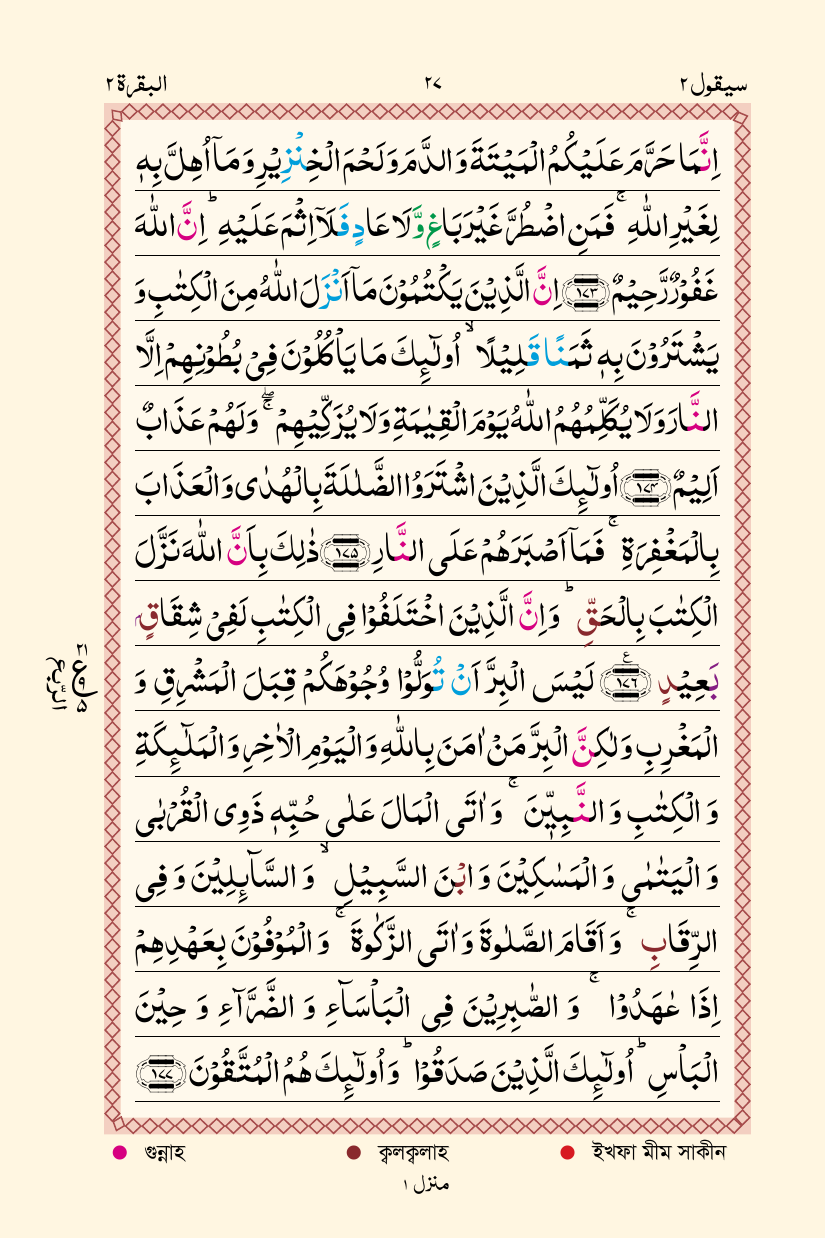 سيقول ٢ ٢٧ البقرة ٢
اِنَّمَا حَرَّمَ عَلَيْكُمُ الْمَيْتَةَ وَالدَّمَ وَلَحْمَ الْخِنْزِيْرِ وَمَاۤ اُهِلَّ بِهٖ
لِغَيْرِ اللّٰهِ ۚ فَمَنِ اضْطُرَّ غَيْرَ بَاغٍ وَّلَا عَادٍ فَلَاۤ اِثْمَ عَلَيْهِ ؕ اِنَّ اللّٰهَ
غَفُوْرٌ رَّحِيْمٌ ﴿١٧٣﴾ اِنَّ الَّذِيْنَ يَكْتُمُوْنَ مَاۤ اَنْزَلَ اللّٰهُ مِنَ الْكِتٰبِ وَ
يَشْتَرُوْنَ بِهٖ ثَمَنًا قَلِيْلًا ۙ اُولٰٓئِكَ مَا يَاْكُلُوْنَ فِيْ بُطُوْنِهِمْ اِلَّا
النَّارَ وَلَا يُكَلِّمُهُمُ اللّٰهُ يَوْمَ الْقِيٰمَةِ وَلَا يُزَكِّيْهِمْ ۖۚ وَلَهُمْ عَذَابٌ
اَلِيْمٌ ﴿١٧۴﴾ اُولٰٓئِكَ الَّذِيْنَ اشْتَرَوُا الضَّلٰلَةَ بِالْهُدٰى وَالْعَذَابَ
بِالْمَغْفِرَةِ ۚ فَمَاۤ اَصْبَرَهُمْ عَلَى النَّارِ ﴿١٧۵﴾ ذٰلِكَ بِاَنَّ اللّٰهَ نَزَّلَ
الْكِتٰبَ بِالْحَقِّ ؕ وَاِنَّ الَّذِيْنَ اخْتَلَفُوْا فِى الْكِتٰبِ لَفِيْ شِقَاقٍۭ
بَعِيْدٍ ﴿١٧٦﴾ ع لَيْسَ الْبِرَّ اَنْ تُوَلُّوْا وُجُوْهَكُمْ قِبَلَ الْمَشْرِقِ وَ
٢١ ع ۵ الربع
الْمَغْرِبِ وَلٰكِنَّ الْبِرَّ مَنْ اٰمَنَ بِاللّٰهِ وَالْيَوْمِ الْاٰخِرِ وَالْمَلٰٓئِكَةِ
وَ الْكِتٰبِ وَ النَّبِيّٖنَ ۚ وَ اٰتَى الْمَالَ عَلٰى حُبِّهٖ ذَوِى الْقُرْبٰى
وَ الْيَتٰمٰى وَ الْمَسٰكِيْنَ وَ ابْنَ السَّبِيْلِ ۙ وَ السَّآئِلِيْنَ وَ فِى
الرِّقَابِ ۚ وَ اَقَامَ الصَّلٰوةَ وَ اٰتَى الزَّكٰوةَ ۚ وَ الْمُوْفُوْنَ بِعَهْدِهِمْ
اِذَا عٰهَدُوْا ۚ وَ الصّٰبِرِيْنَ فِى الْبَاْسَآءِ وَ الضَّرَّآءِ وَ حِيْنَ
الْبَاْسِ ؕ اُولٰٓئِكَ الَّذِيْنَ صَدَقُوْا ؕ وَاُولٰٓئِكَ هُمُ الْمُتَّقُوْنَ ﴿١٧٧﴾
গুন্নাহ ক্বলক্বলাহ ইখফা মীম সাকীন
منزل ١